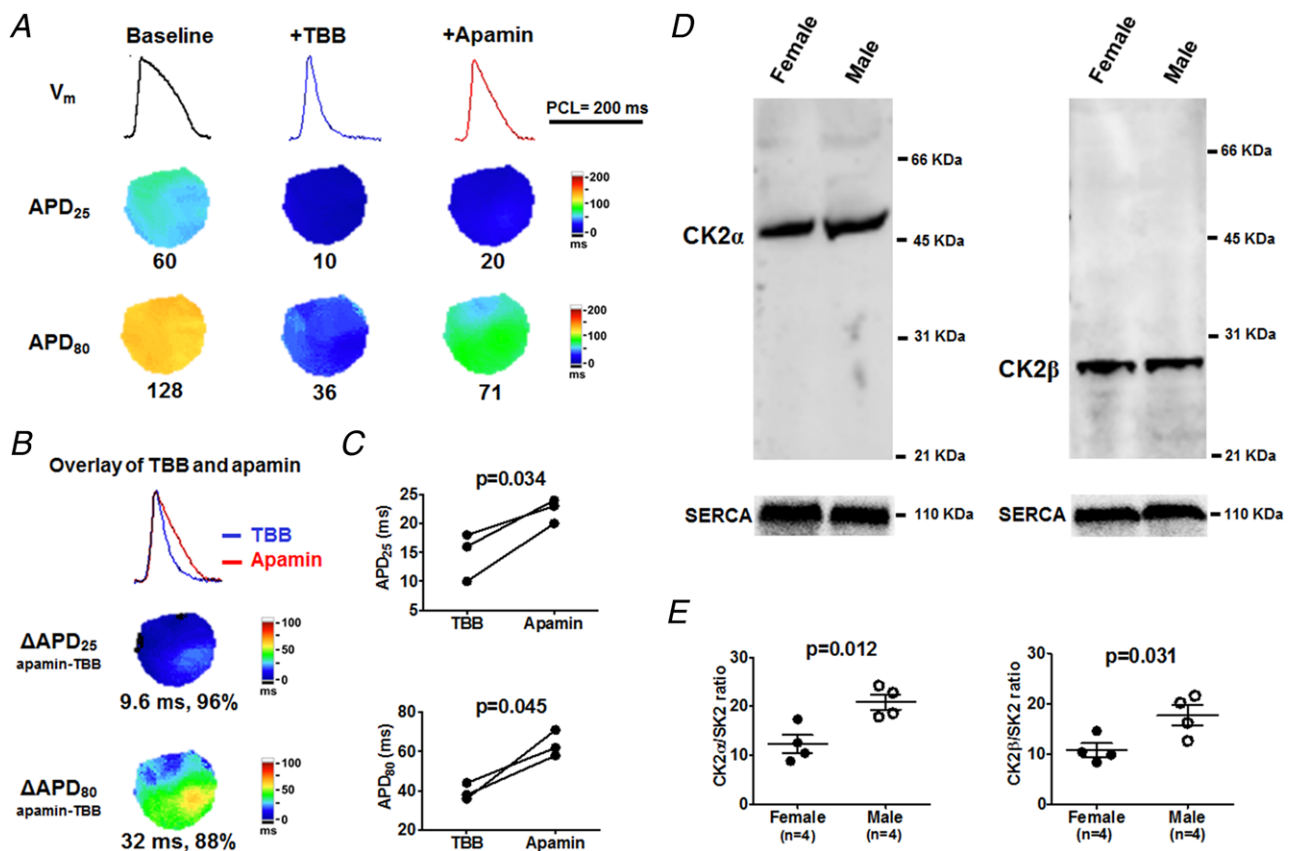 A
Baseline +TBB +Apamin
Vm
PCL= 200 ms
APD25
200
100
0
ms
60 10 20
APD80
200
100
0
ms
128 36 71
B
Overlay of TBB and apamin
TBB
Apamin
ΔAPD25
apamin-TBB
100
50
0
ms
9.6 ms, 96%
ΔAPD80
apamin-TBB
100
50
0
ms
32 ms, 88%
C
p=0.034
APD25 (ms)
25
20
15
10
5
TBB Apamin
p=0.045
APD80 (ms)
80
60
40
20
TBB Apamin
D
Female Male
CK2α
66 KDa
45 KDa
31 KDa
21 KDa
SERCA
110 KDa
Female Male
CK2β
66 KDa
45 KDa
31 KDa
21 KDa
SERCA
110 KDa
E
p=0.012
CK2α/SK2 ratio
30
20
10
0
Female Male
(n=4) (n=4)
p=0.031
CK2β/SK2 ratio
30
20
10
0
Female Male
(n=4) (n=4)